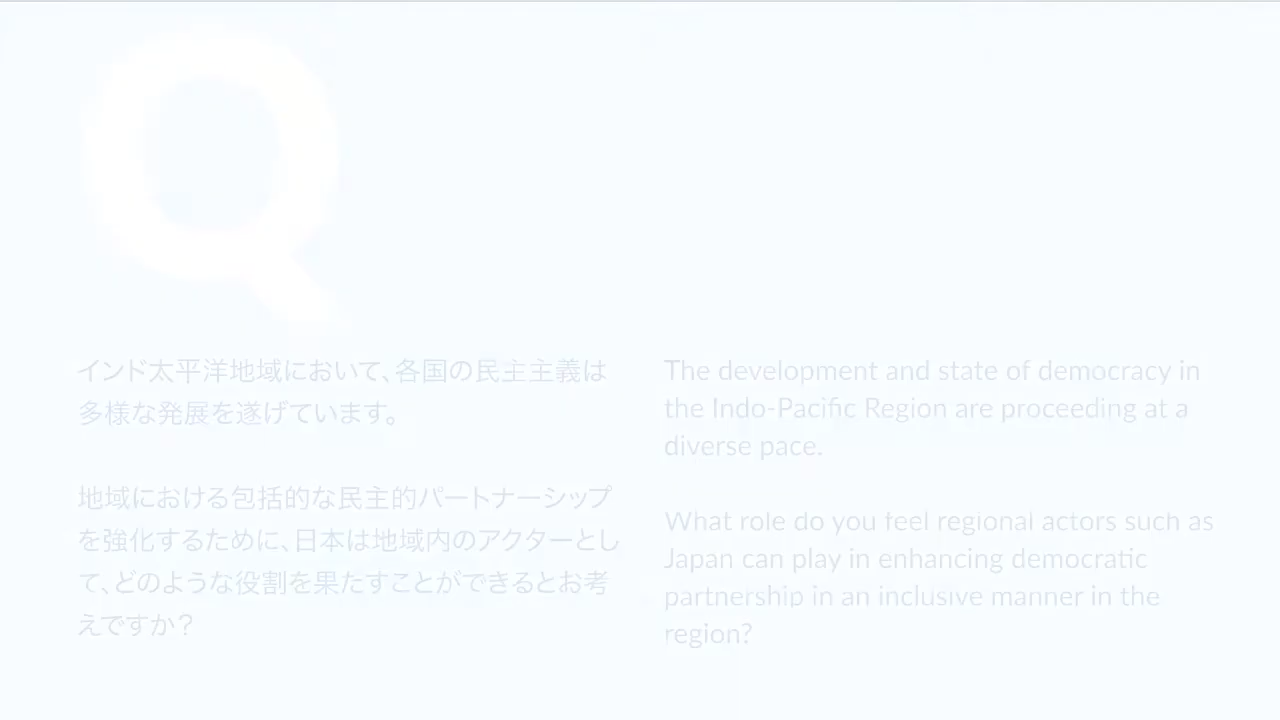 Q
インド太平洋地域において、各国の民主主義は
多様な発展を遂げています。
地域における包括的な民主的パートナーシップ
を強化するために、日本は地域内のアクターとし
て、どのような役割を果たすことができるとお考
えですか？
The development and state of democracy in
the Indo-Pacific Region are proceeding at a
diverse pace.
What role do you feel regional actors such as
Japan can play in enhancing democratic
partnership in an inclusive manner in the
region?